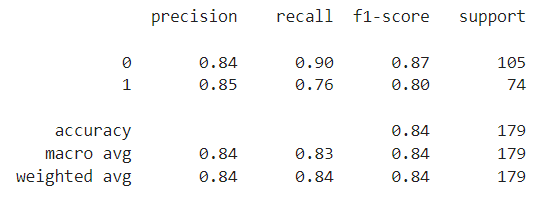 precision recall f1-score support
0 0.84 0.90 0.87 105
1 0.85 0.76 0.80 74
accuracy 0.84 179
macro avg 0.84 0.83 0.84 179
weighted avg 0.84 0.84 0.84 179